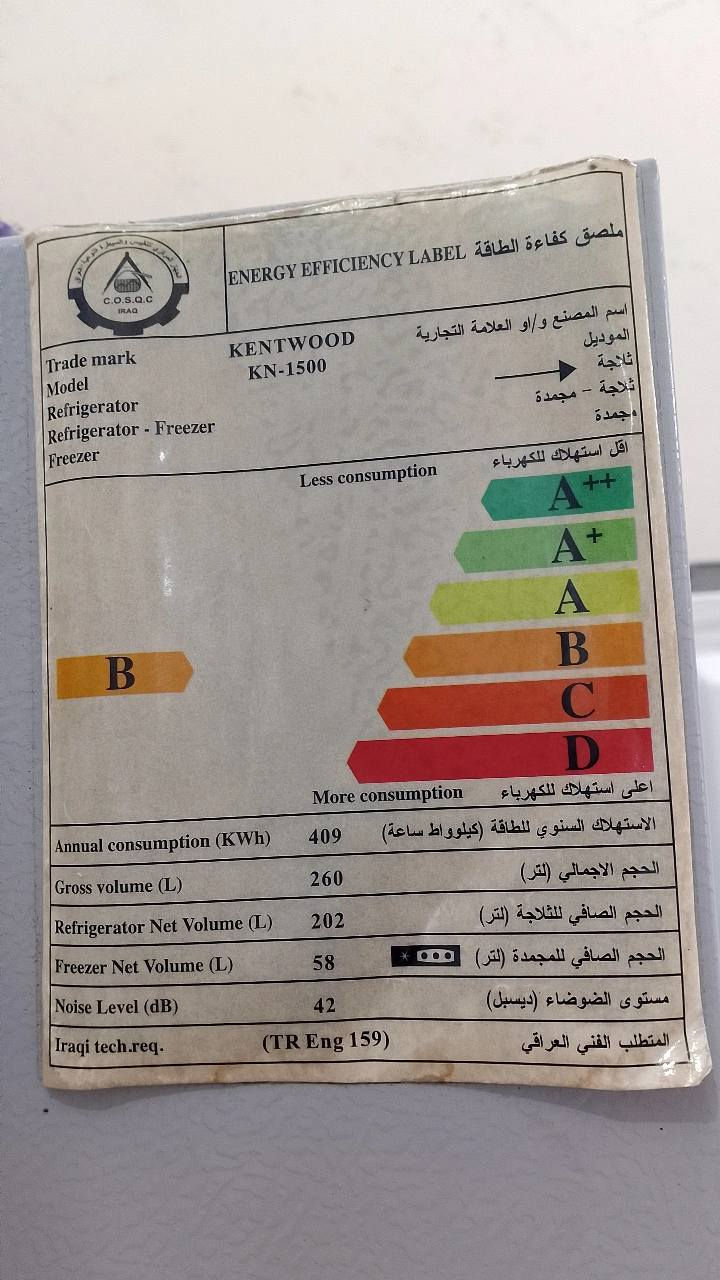 C.O.S.Q.C
IRAQ
ENERGY EFFICIENCY LABEL ملصق كفاءة الطاقة
Trade mark KENTWOOD اسم المصنع و/او العلامة التجارية
Model KN-1500 الموديل
Refrigerator ثلاجة
Refrigerator - Freezer ثلاجة - مجمدة
Freezer مجمدة
Less consumption اقل استهلاك للكهرباء
A++
A+
A
B B
C
D
More consumption اعلى استهلاك للكهرباء
Annual consumption (KWh) 409 الاستهلاك السنوي للطاقة (كيلوواط ساعة)
Gross volume (L) 260 الحجم الاجمالي (لتر)
Refrigerator Net Volume (L) 202 الحجم الصافي للثلاجة (لتر)
Freezer Net Volume (L) 58 الحجم الصافي للمجمدة (لتر)
Noise Level (dB) 42 مستوى الضوضاء (ديسبل)
Iraqi tech.req. (TR Eng 159) المتطلب الفني العراقي